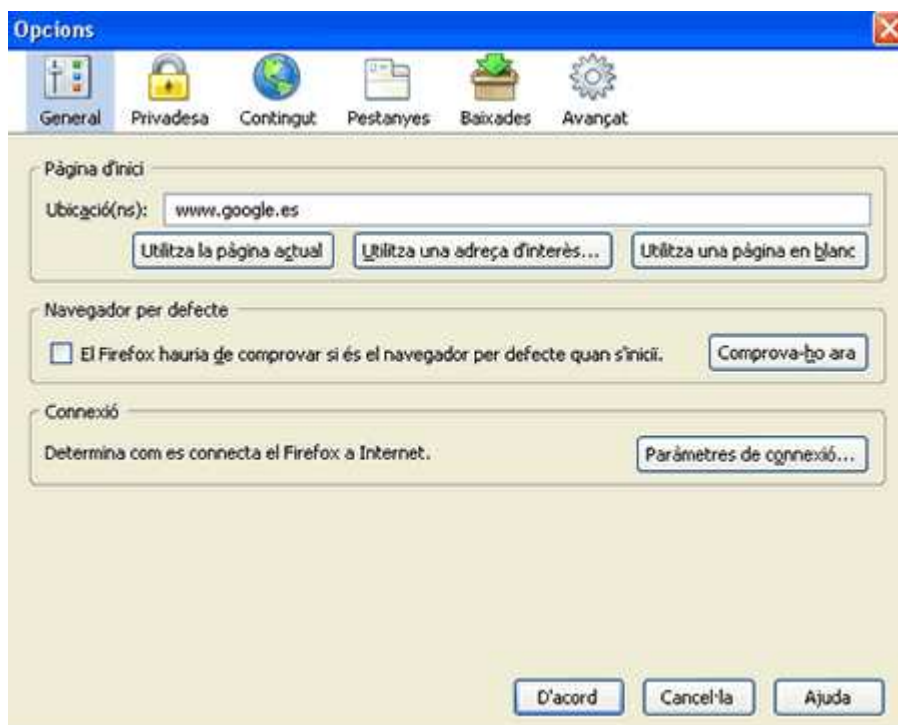 Opcions
General Privadesa Contingut Pestanyes Baixades Avançat
Pàgina d'inici
Ubicació(ns): www.google.es
Utilitza la pàgina actual Utilitza una adreça d'interès... Utilitza una pàgina en blanc
Navegador per defecte
El Firefox hauria de comprovar si és el navegador per defecte quan s'iniciï. Comprova-ho ara
Connexió
Determina com es connecta el Firefox a Internet. Paràmetres de connexió...
D'acord Cancel·la Ajuda